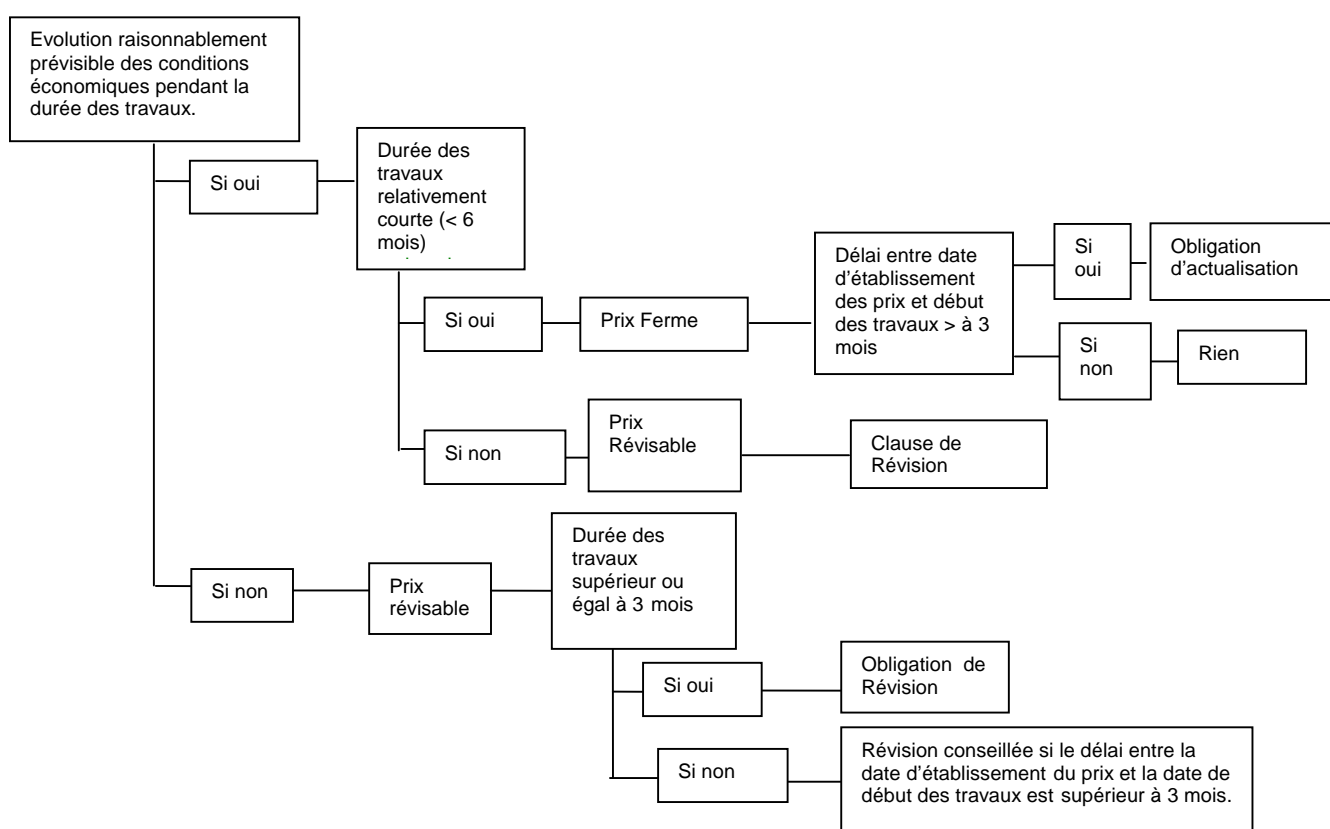 Evolution raisonnablement
prévisible des conditions
économiques pendant la
durée des travaux.
Si oui
Durée des
travaux
relativement
courte (< 6
mois)
Si oui
Prix Ferme
Délai entre date
d'établissement
des prix et début
des travaux > à 3
mois
Si
oui
Obligation
d'actualisation
Si
non
Rien
Si non
Prix
Révisable
Clause de
Révision
Si non
Prix
révisable
Durée des
travaux
supérieur ou
égal à 3 mois
Si oui
Obligation de
Révision
Si non
Révision conseillée si le délai entre la
date d'établissement du prix et la date de
début des travaux est supérieur à 3 mois.